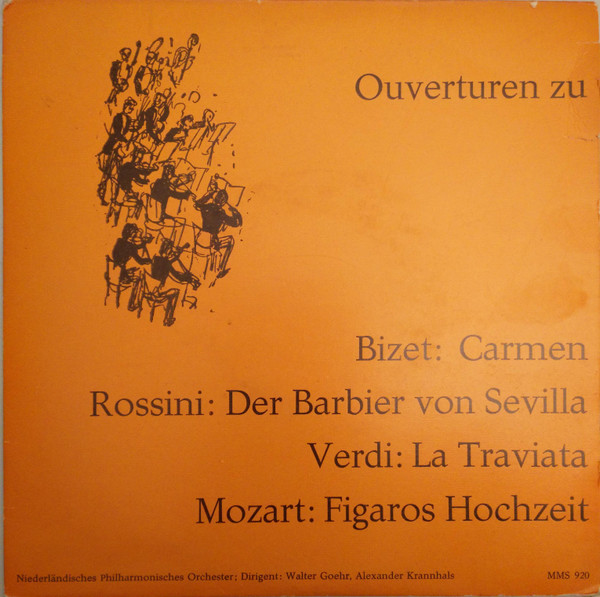 Ouverturen zu
Bizet: Carmen
Rossini: Der Barbier von Sevilla
Verdi: La Traviata
Mozart: Figaros Hochzeit
Niederländisches Philharmonisches Orchester; Dirigent: Walter Goehr, Alexander Krannhals MMS 920